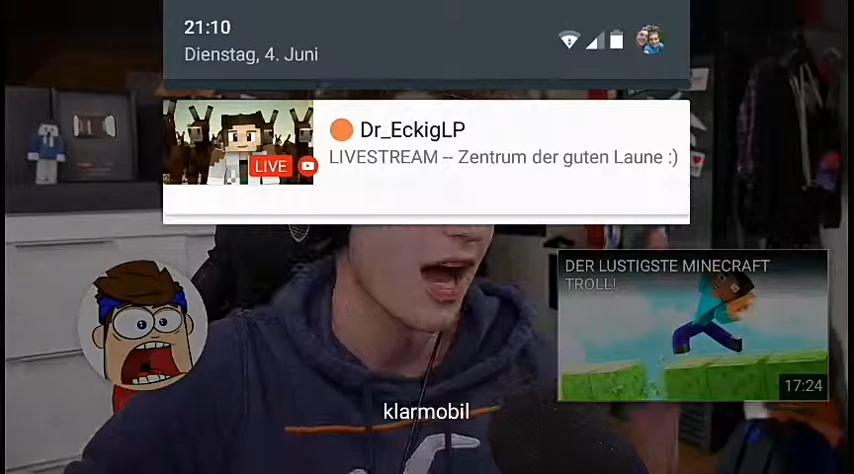 21:10
Dienstag, 4. Juni
Dr_EckigLP
LIVE
LIVESTREAM -- Zentrum der guten Laune :)
DER LUSTIGSTE MINECRAFT
TROLL!
17:24
klarmobil